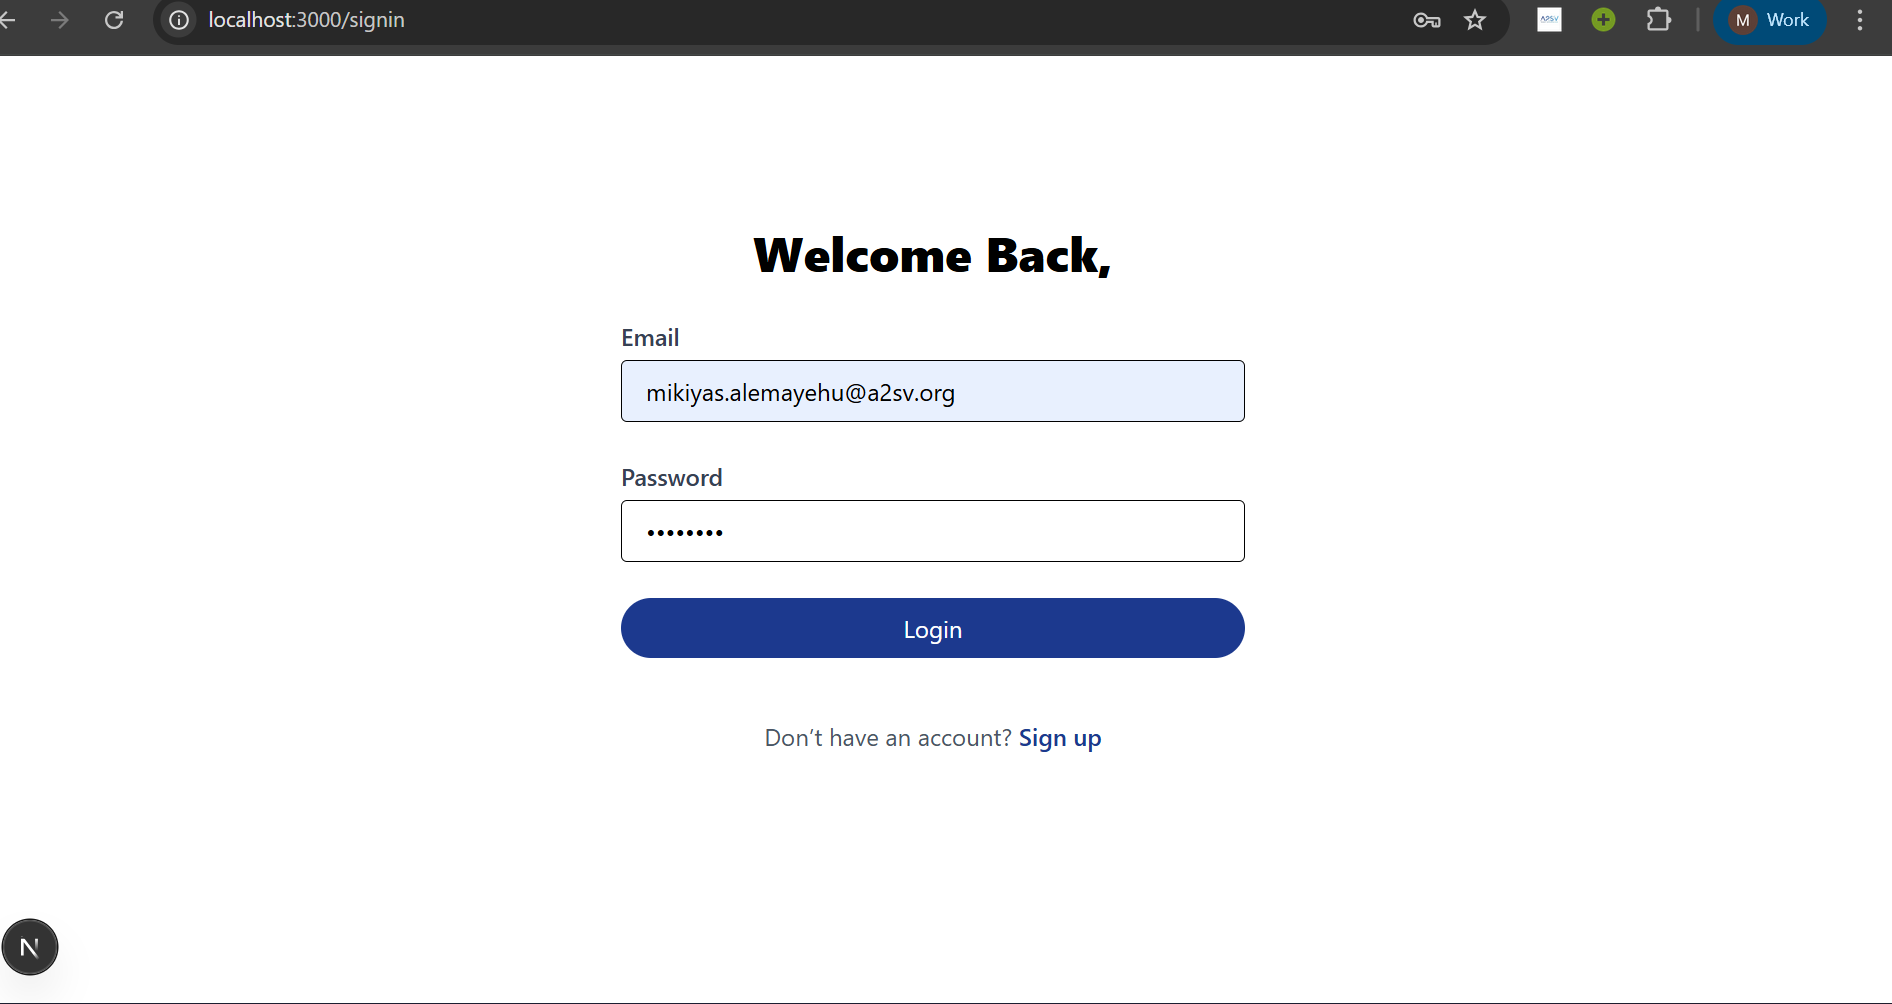 localhost:3000/signin
A2SV
M Work
Welcome Back,
Email
mikiyas.alemayehu@a2sv.org
Password
••••••••
Login
Don’t have an account? Sign up
N